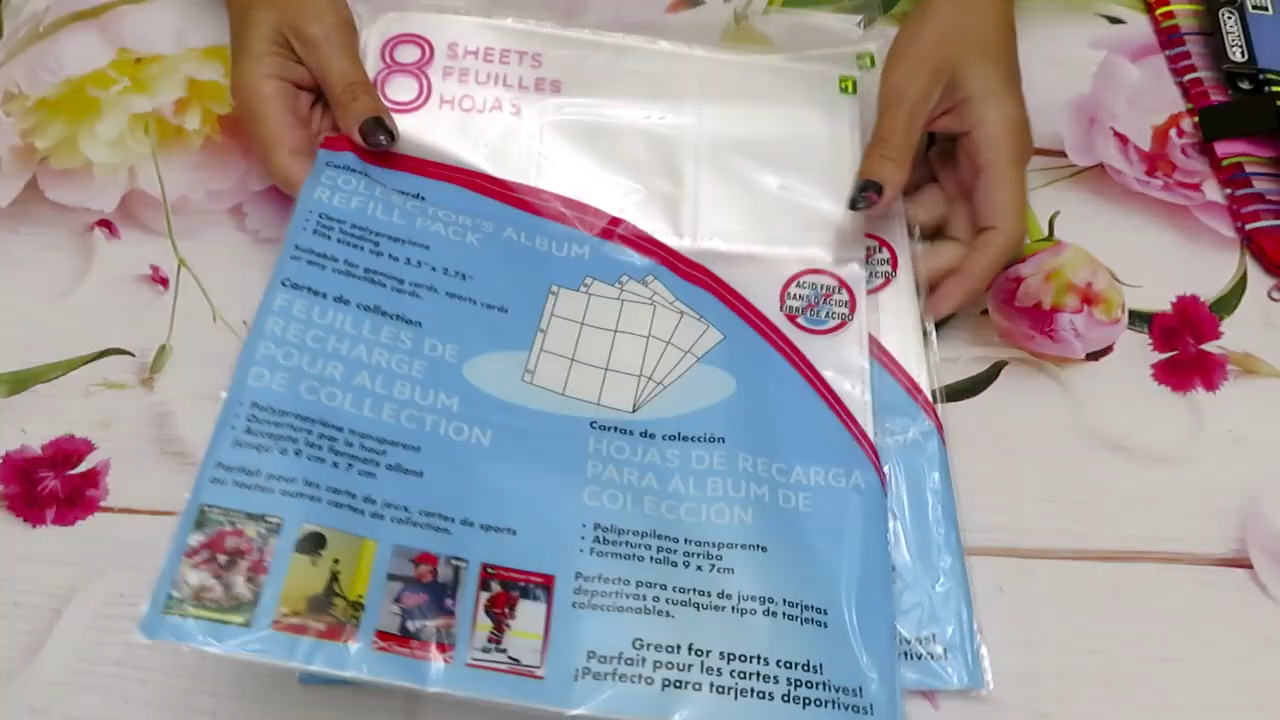 8
SHEETS
FEUILLES
HOJAS
cards
COLLECTOR'S ALBUM
REFILL PACK
• Clear polypropylene
• Top loading
• Fits sizes up to 3.5" x 2.75"
Suitable for gaming cards, sports cards
or any collectible cards.
Cartes de collection
FEUILLES DE
RECHARGE
POUR ALBUM
DE COLLECTION
• Polypropylène transparent
• Ouverture par le haut
• Accepte les formats allant
jusqu'à 9 cm x 7 cm
Parfait pour les carte de jeux, cartes de sports
ou toutes autres cartes de collection.
ACID FREE
SANS D'ACIDE
LIBRE DE ACIDO
ACIDE
ACIDO
Cartas de colección
HOJAS DE RECARGA
PARA ALBUM DE
COLECCIÓN
• Polipropileno transparente
• Abertura por arriba
• Formato talla 9 x 7cm
Perfecto para cartas de juego, tarjetas
deportivas o cualquier tipo de tarjetas
coleccionables.
Great for sports cards!
Parfait pour les cartes sportives!
¡Perfecto para tarjetas deportivas!
STUDIO